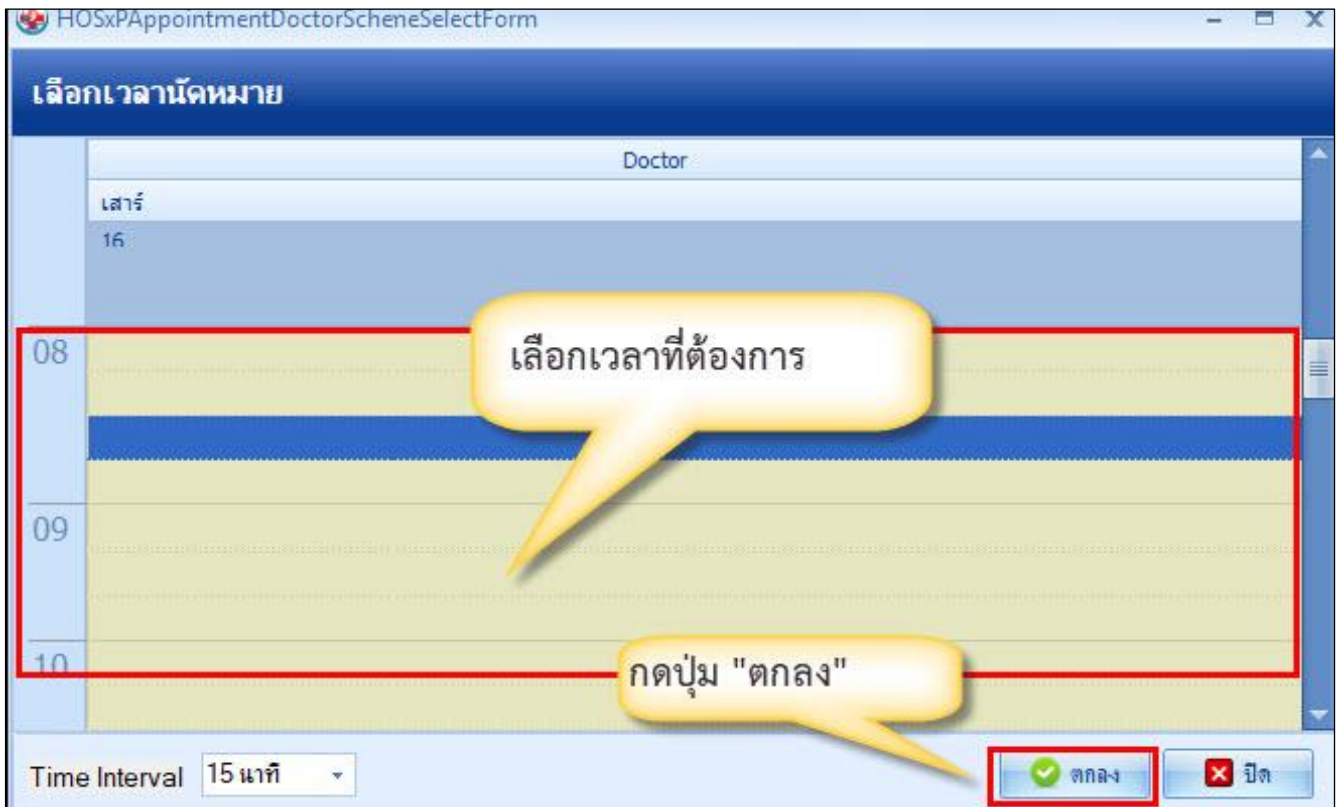 HOSxPAppointmentDoctorScheneSelectForm
เลือกเวลานัดหมาย
Doctor
เสาร์
16
08
เลือกเวลาที่ต้องการ
09
10
กดปุ่ม "ตกลง"
Time Interval 15 นาที ตกลง ปิด